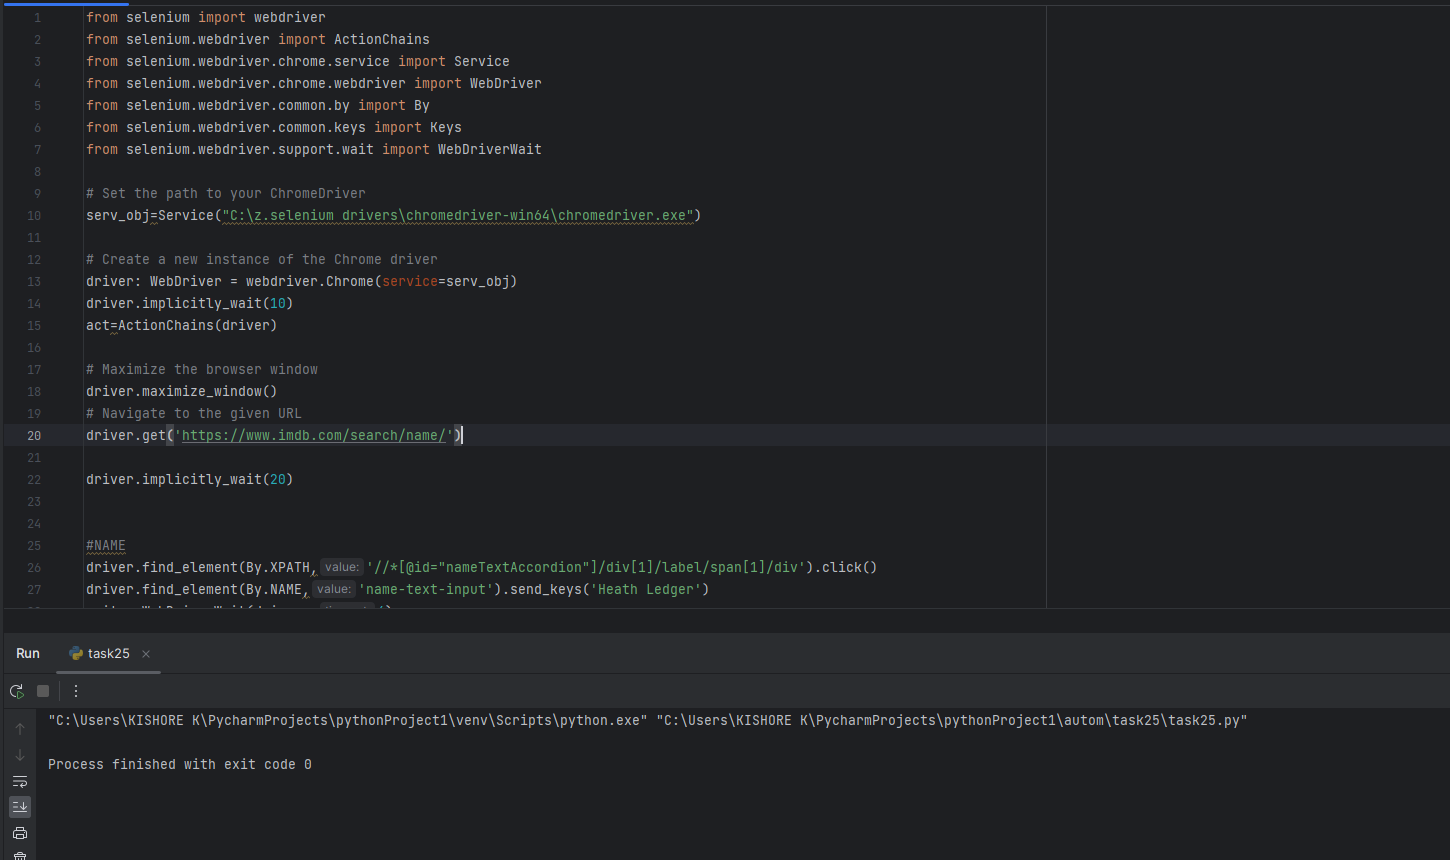 1 from selenium import webdriver
2 from selenium.webdriver import ActionChains
3 from selenium.webdriver.chrome.service import Service
4 from selenium.webdriver.chrome.webdriver import WebDriver
5 from selenium.webdriver.common.by import By
6 from selenium.webdriver.common.keys import Keys
7 from selenium.webdriver.support.wait import WebDriverWait
8
9 # Set the path to your ChromeDriver
10 serv_obj=Service("C:\z.selenium drivers\chromedriver-win64\chromedriver.exe")
11
12 # Create a new instance of the Chrome driver
13 driver: WebDriver = webdriver.Chrome(service=serv_obj)
14 driver.implicitly_wait(10)
15 act=ActionChains(driver)
16
17 # Maximize the browser window
18 driver.maximize_window()
19 # Navigate to the given URL
20 driver.get('https://www.imdb.com/search/name/')
21
22 driver.implicitly_wait(20)
23
24
25 #NAME
26 driver.find_element(By.XPATH, value: '//*[@id="nameTextAccordion"]/div[1]/label/span[1]/div').click()
27 driver.find_element(By.NAME, value: 'name-text-input').send_keys('Heath Ledger')
Run task25
"C:\Users\KISHORE K\PycharmProjects\pythonProject1\venv\Scripts\python.exe" "C:\Users\KISHORE K\PycharmProjects\pythonProject1\autom\task25\task25.py"
Process finished with exit code 0